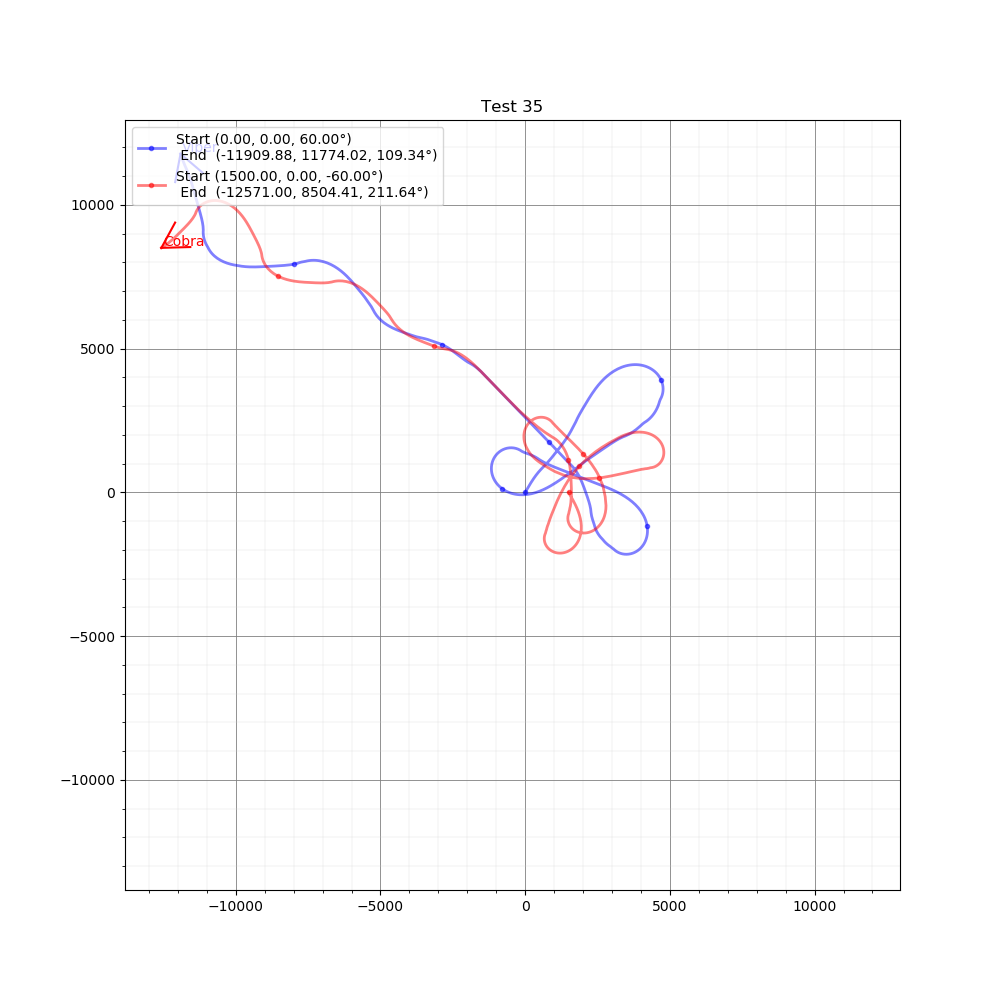 Test 35
Start (0.00, 0.00, 60.00°)
End (-11909.88, 11774.02, 109.34°)
Start (1500.00, 0.00, -60.00°)
End (-12571.00, 8504.41, 211.64°)
Viper
Cobra
10000
5000
0
−5000
−10000
−10000 −5000 0 5000 10000